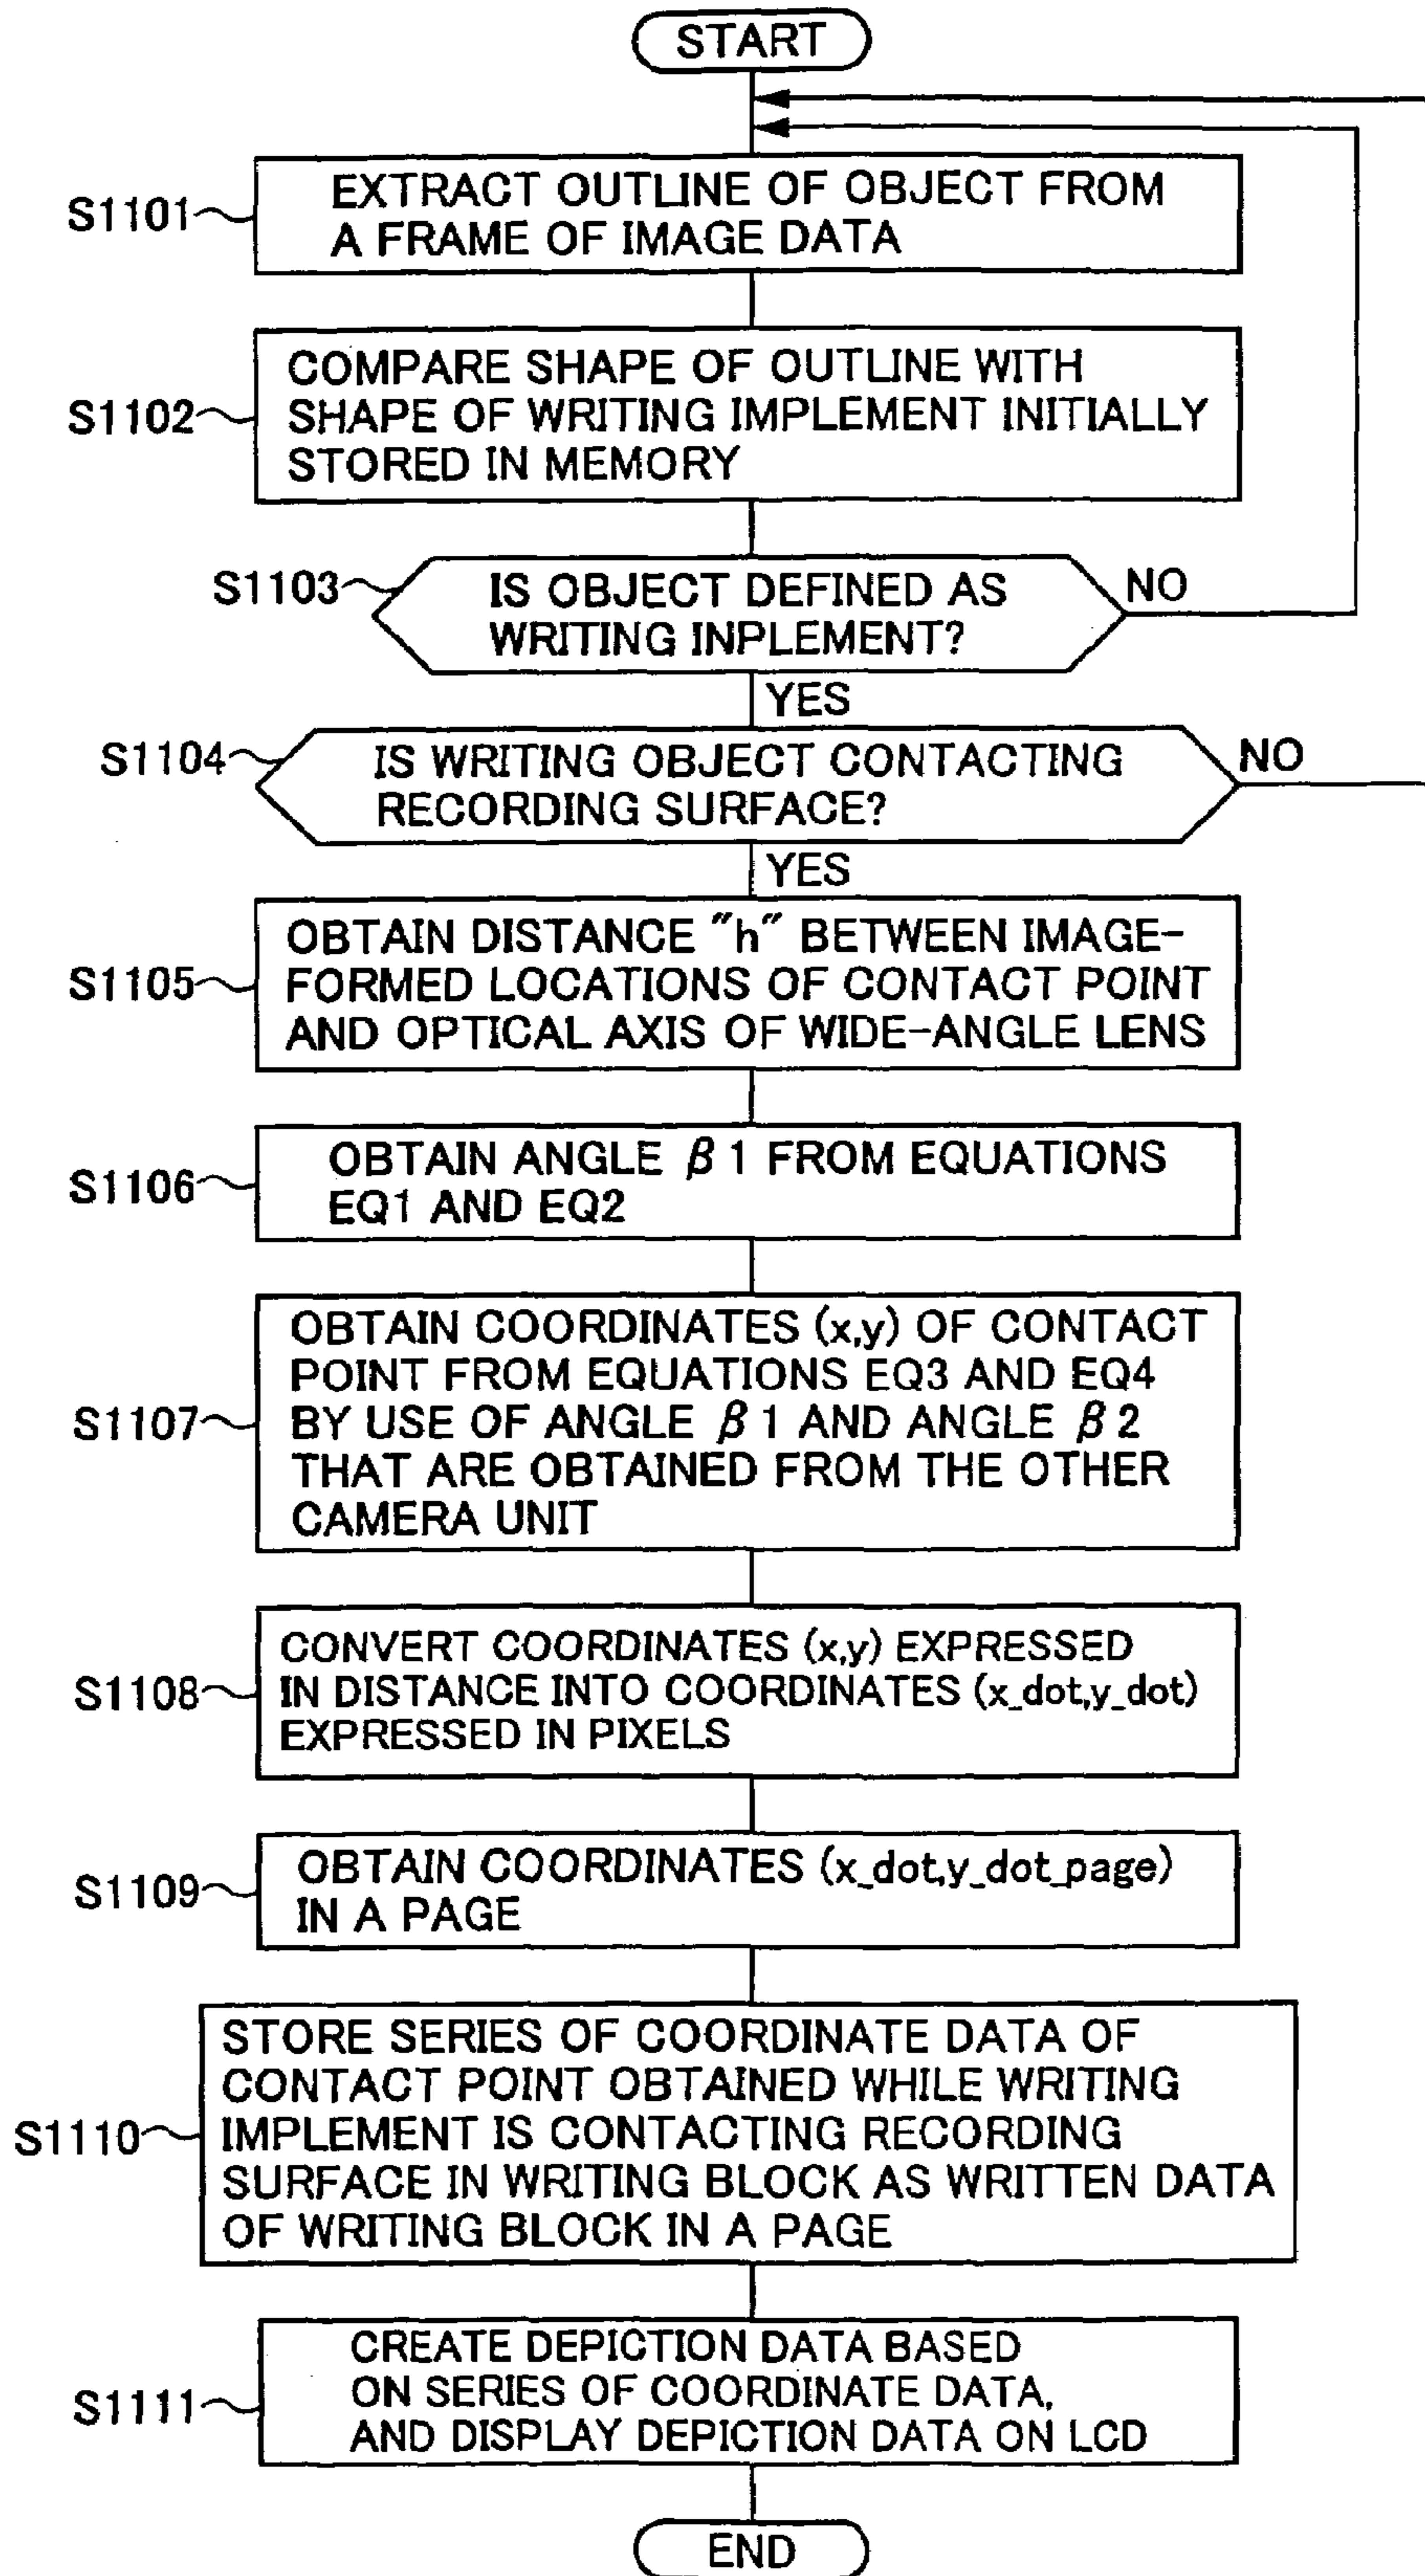 START
S1101
EXTRACT OUTLINE OF OBJECT FROM
A FRAME OF IMAGE DATA
S1102
COMPARE SHAPE OF OUTLINE WITH
SHAPE OF WRITING IMPLEMENT INITIALLY
STORED IN MEMORY
S1103
IS OBJECT DEFINED AS
WRITING INPLEMENT?
NO
YES
S1104
IS WRITING OBJECT CONTACTING
RECORDING SURFACE?
NO
YES
S1105
OBTAIN DISTANCE "h" BETWEEN IMAGE-
FORMED LOCATIONS OF CONTACT POINT
AND OPTICAL AXIS OF WIDE-ANGLE LENS
S1106
OBTAIN ANGLE β1 FROM EQUATIONS
EQ1 AND EQ2
S1107
OBTAIN COORDINATES (x,y) OF CONTACT
POINT FROM EQUATIONS EQ3 AND EQ4
BY USE OF ANGLE β1 AND ANGLE β2
THAT ARE OBTAINED FROM THE OTHER
CAMERA UNIT
S1108
CONVERT COORDINATES (x,y) EXPRESSED
IN DISTANCE INTO COORDINATES (x_dot,y_dot)
EXPRESSED IN PIXELS
S1109
OBTAIN COORDINATES (x_dot,y_dot_page)
IN A PAGE
S1110
STORE SERIES OF COORDINATE DATA OF
CONTACT POINT OBTAINED WHILE WRITING
IMPLEMENT IS CONTACTING RECORDING
SURFACE IN WRITING BLOCK AS WRITTEN DATA
OF WRITING BLOCK IN A PAGE
S1111
CREATE DEPICTION DATA BASED
ON SERIES OF COORDINATE DATA,
AND DISPLAY DEPICTION DATA ON LCD
END